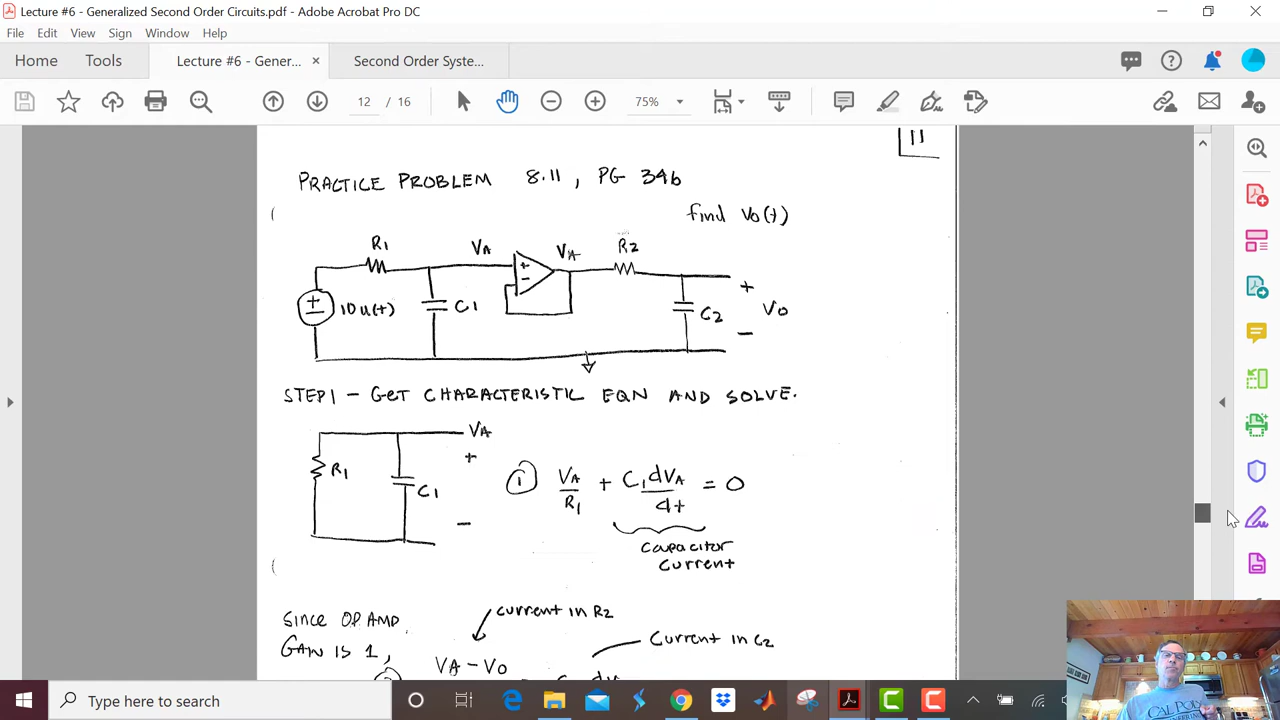 Lecture #6 - Generalized Second Order Circuits.pdf - Adobe Acrobat Pro DC
File Edit View Sign Window Help
Home Tools Lecture #6 - Gener... × Second Order Syste...
12 / 16 75%
11
PRACTICE PROBLEM 8.11, PG 346
find Vo(t)
R1 VA VA R2
+
-
+
-
10u(t) C1 C2 + Vo -
STEP 1 - GET CHARACTERISTIC EQN AND SOLVE.
VA
+
R1 C1
-
① VA/R1 + C1dVA/dt = 0
Capacitor
Current
SINCE OP AMP
GAIN IS 1,
current in R2
Current in C2
VA - Vo
Type here to search
CAL POLY